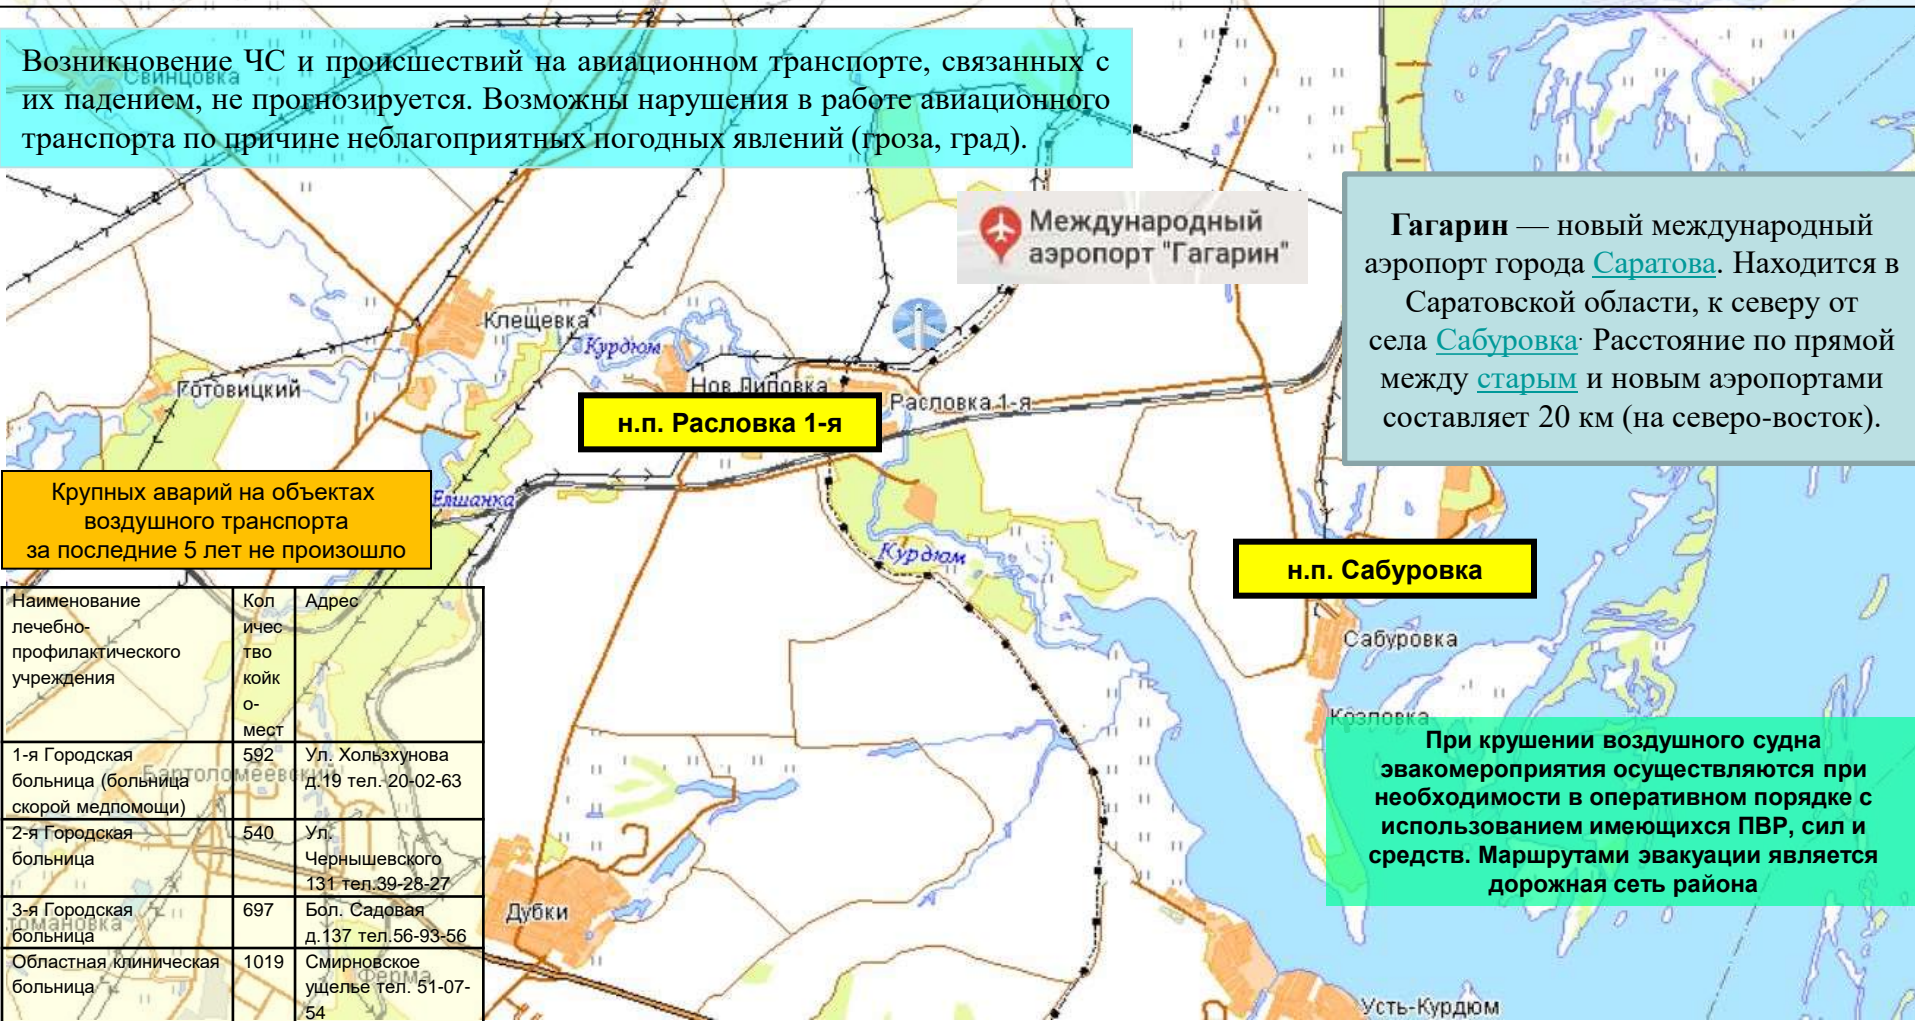 Возникновение ЧС и происшествий на авиационном транспорте, связанных с
их падением, не прогнозируется. Возможны нарушения в работе авиационного
транспорта по причине неблагоприятных погодных явлений (гроза, град).
Свинцовка
Международный
аэропорт "Гагарин"
Гагарин — новый международный
аэропорт города Саратова. Находится в
Саратовской области, к северу от
села Сабуровка. Расстояние по прямой
между старым и новым аэропортами
составляет 20 км (на северо-восток).
Клещевка
Курдюм
Готовицкий
Нов Липовка
Расловка 1-я
н.п. Расловка 1-я
Крупных аварий на объектах
воздушного транспорта
за последние 5 лет не произошло
Елшанка
Курдюм
н.п. Сабуровка
Сабуровка
Козловка
При крушении воздушного судна
эвакомероприятия осуществляются при
необходимости в оперативном порядке с
использованием имеющихся ПВР, сил и
средств. Маршрутами эвакуации является
дорожная сеть района
Наименование
лечебно-
профилактического
учреждения
Кол
ичес
тво
койк
о-
мест
Адрес
1-я Городская
больница (больница
скорой медпомощи)
592
Ул. Хользхунова
д.19 тел. 20-02-63
Бартоломеевский
2-я Городская
больница
540
Ул.
Чернышевского
131 тел.39-28-27
3-я Городская
больница
697
Бол. Садовая
д.137 тел.56-93-56
томановка
Областная клиническая
больница
1019
Смирновское
ущелье тел. 51-07-
54
Ферма
Дубки
Усть-Курдюм